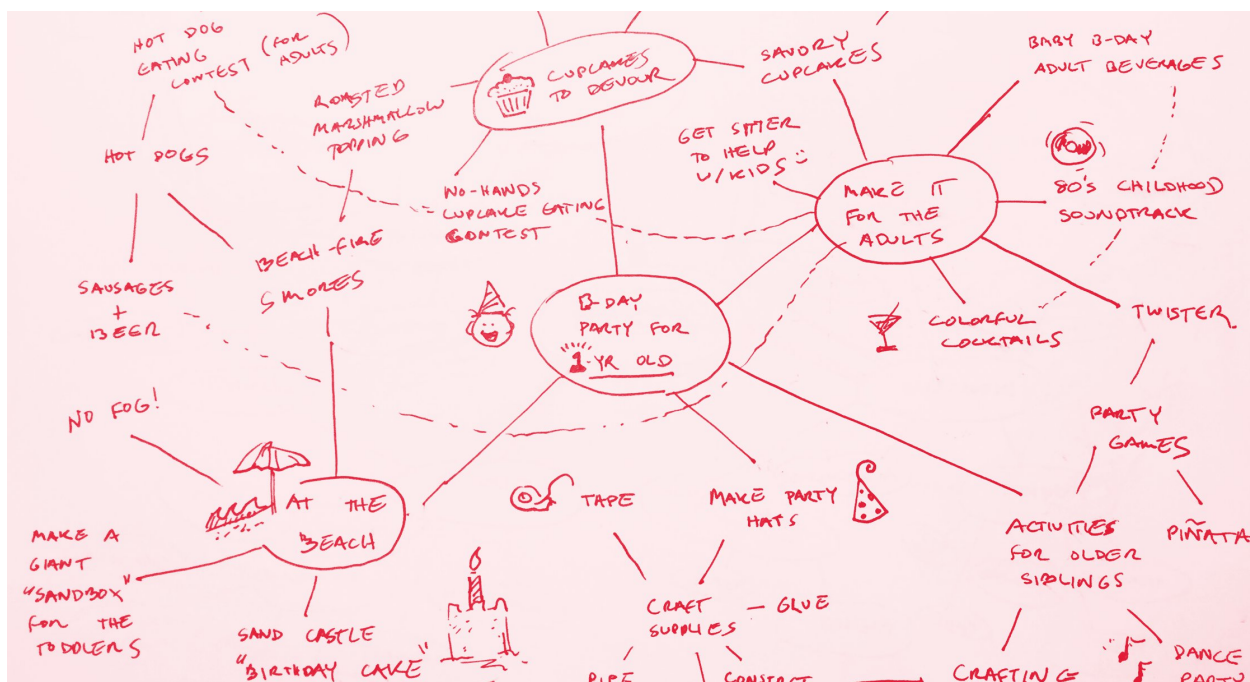 HOT DOG
EATING
CONTEST
(FOR
ADULTS)
HOT DOGS
SAUSAGES
+
BEER
ROASTED
MARSHMALLOW
TOPPING
BEACH-FIRE
S'MORES
CUPCAKES
TO DEVOUR
NO-HANDS
CUPCAKE EATING
CONTEST
SAVORY
CUPCAKES
GET SITTER
TO HELP
W/KIDS
BABY B-DAY
ADULT BEVERAGES
MAKE IT
FOR THE
ADULTS
80'S CHILDHOOD
SOUNDTRACK
COLORFUL
COCKTAILS
TWISTER
B-DAY
PARTY FOR
1-YR OLD
PARTY
GAMES
PIÑATA
NO FOG!
AT THE
BEACH
MAKE A
GIANT
"SANDBOX"
FOR THE
TODDLERS
SAND CASTLE
"BIRTHDAY CAKE"
TAPE
MAKE PARTY
HATS
CRAFT
SUPPLIES
GLUE
PIPE
ACTIVITIES
FOR OLDER
SIBLINGS
CRAFTING
DANCE
PARTY